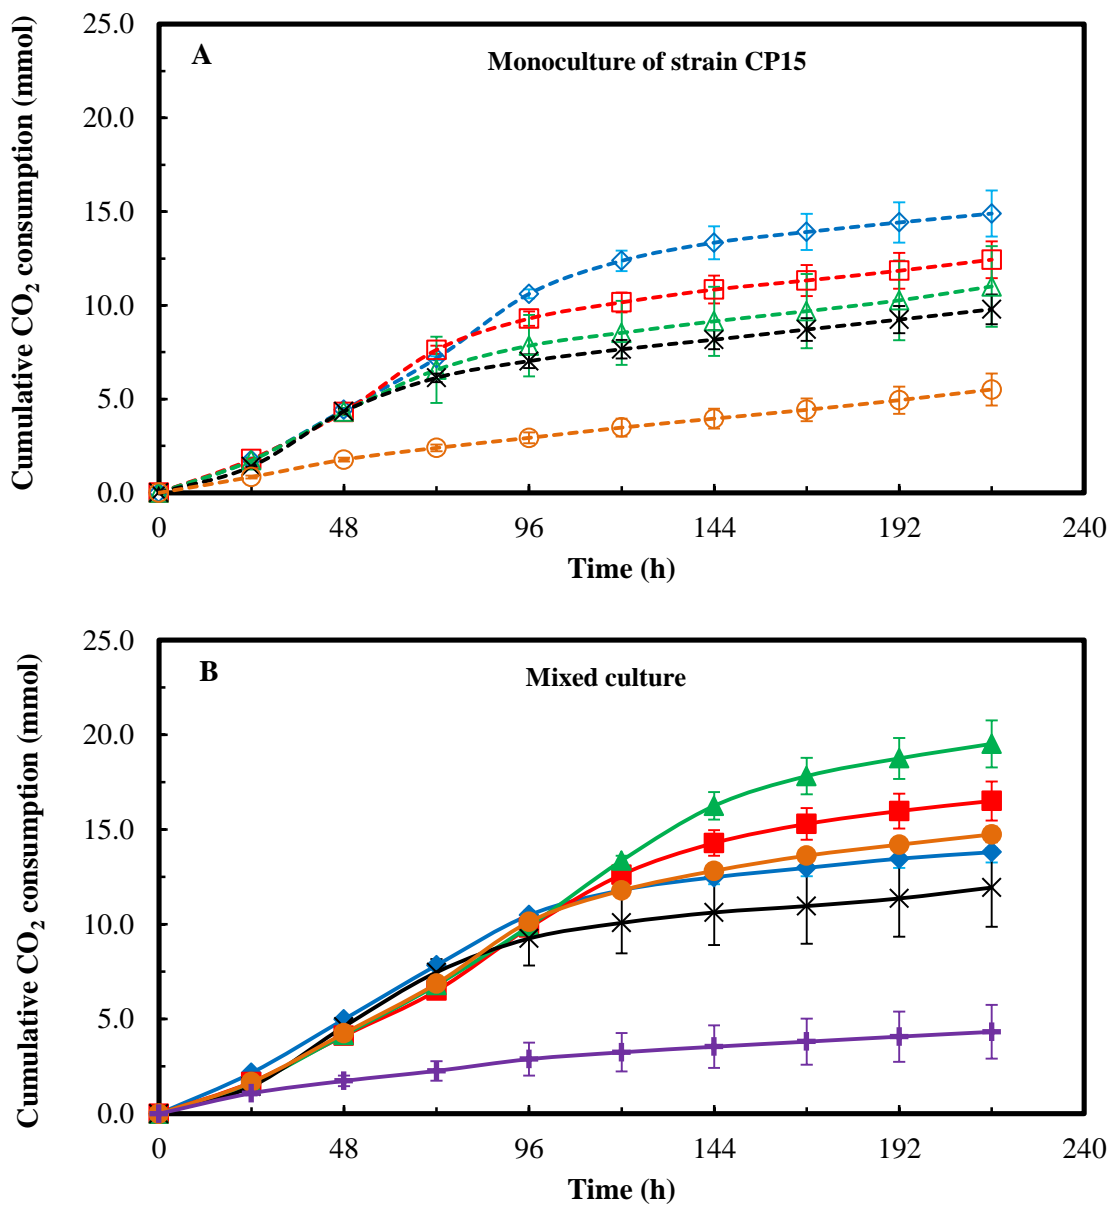 A
Monoculture of strain CP15
Cumulative CO₂ consumption (mmol)
25.0
20.0
15.0
10.0
5.0
0.0
0 48 96 144 192 240
Time (h)
B
Mixed culture
Cumulative CO₂ consumption (mmol)
25.0
20.0
15.0
10.0
5.0
0.0
0 48 96 144 192 240
Time (h)